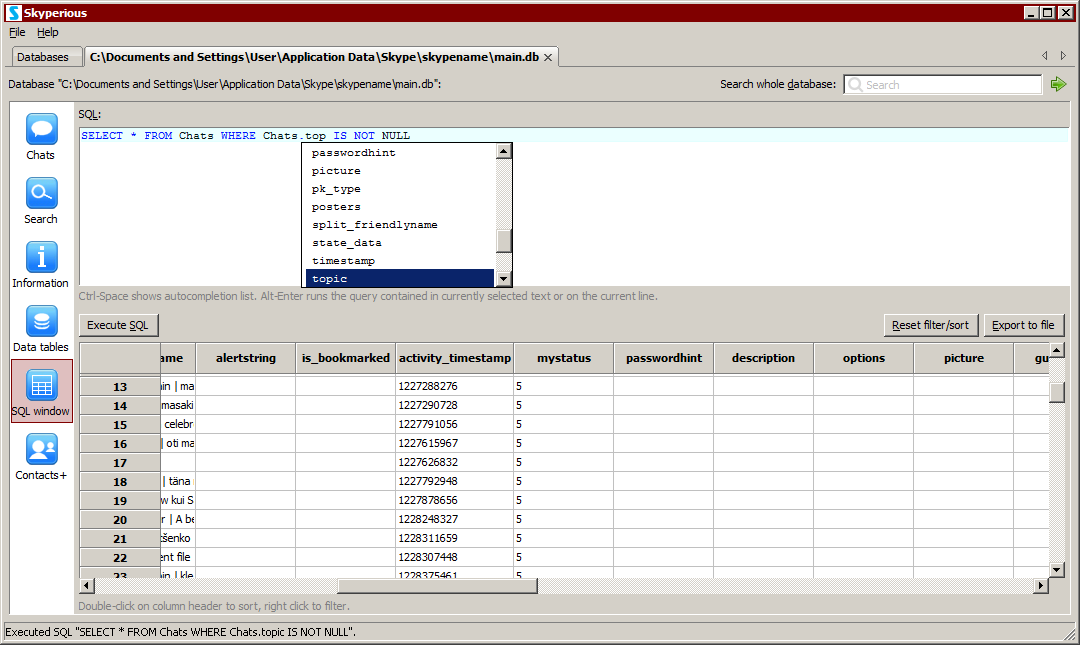 Skyperious
File Help
Databases C:\Documents and Settings\User\Application Data\Skype\skypename\main.db
Database "C:\Documents and Settings\User\Application Data\Skype\skypename\main.db": Search whole database: Search
Chats
Search
Information
Data tables
SQL window
Contacts+
SQL:
SELECT * FROM Chats WHERE Chats.top IS NOT NULL
passwordhint
picture
pk_type
posters
split_friendlyname
state_data
timestamp
topic
Ctrl-Space shows autocompletion list. Alt-Enter runs the query contained in currently selected text or on the current line.
Execute SQL Reset filter/sort Export to file
ame alertstring is_bookmarked activity_timestamp mystatus passwordhint description options picture gu
13 in | ma 1227288276 5
14 masaki 1227290728 5
15 celebr 1227791056 5
16 | oti ma 1227615967 5
17 1227626832 5
18 | täna 1227792948 5
19 w kui S 1227878656 5
20 r | A be 1228248327 5
21 tšenko 1228311659 5
22 ent file 1228307448 5
23 in | kle 1228375461 5
Double-click on column header to sort, right click to filter.
Executed SQL "SELECT * FROM Chats WHERE Chats.topic IS NOT NULL".